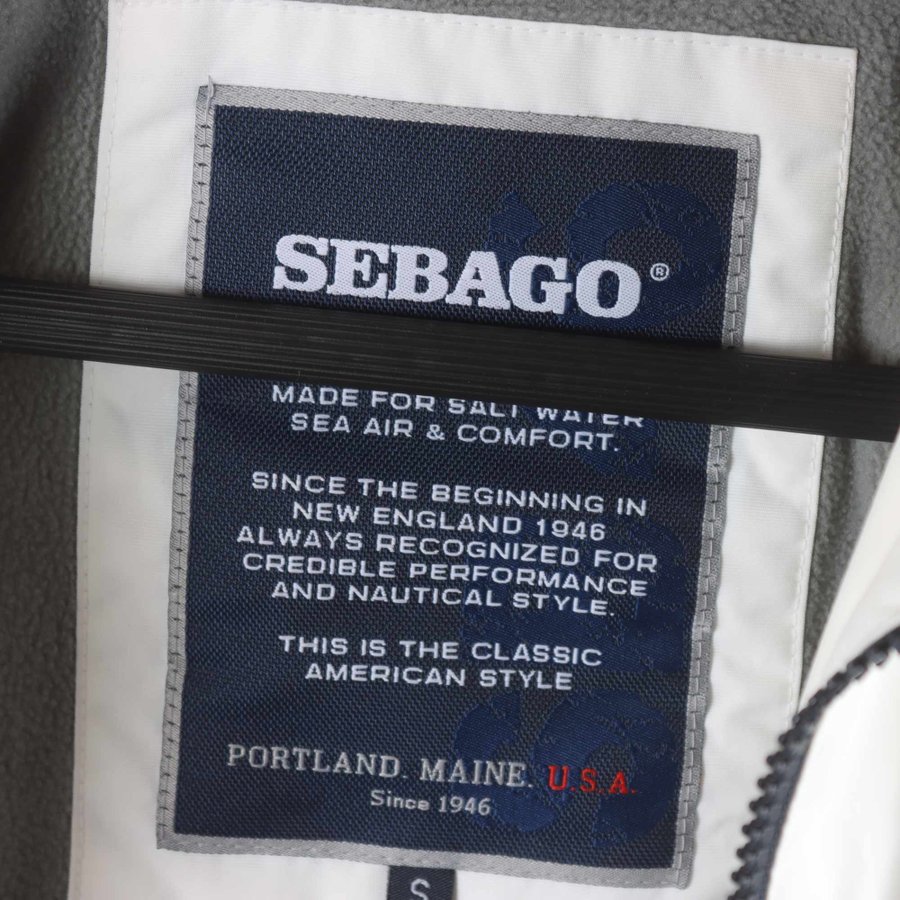 SEBAGO®
MADE FOR SALT WATER
SEA AIR & COMFORT.
SINCE THE BEGINNING IN
NEW ENGLAND 1946
ALWAYS RECOGNIZED FOR
CREDIBLE PERFORMANCE
AND NAUTICAL STYLE.
THIS IS THE CLASSIC
AMERICAN STYLE
PORTLAND. MAINE. U.S.A.
Since 1946
S